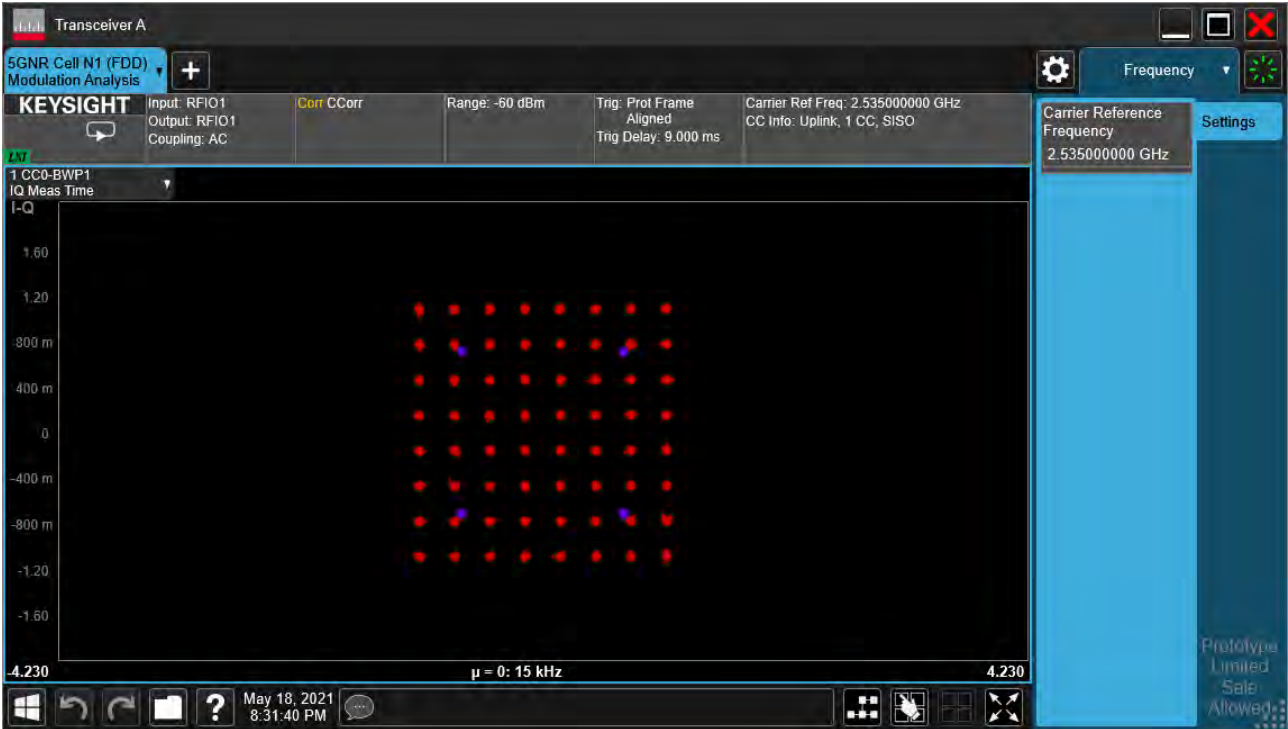 Transceiver A
5GNR Cell N1 (FDD)
Modulation Analysis
+
Frequency
KEYSIGHT
LXI
Input: RFIO1
Output: RFIO1
Coupling: AC
Corr CCorr
Range: -60 dBm
Trig: Prot Frame
Aligned
Trig Delay: 9.000 ms
Carrier Ref Freq: 2.535000000 GHz
CC Info: Uplink, 1 CC, SISO
Carrier Reference
Frequency
2.535000000 GHz
Settings
1 CC0-BWP1
IQ Meas Time
I-Q
1.60
1.20
800 m
400 m
0
-400 m
-800 m
-1.20
-1.60
-4.230
μ = 0: 15 kHz
4.230
?
May 18, 2021
8:31:40 PM
Prototype
Limited
Sale
Allowed